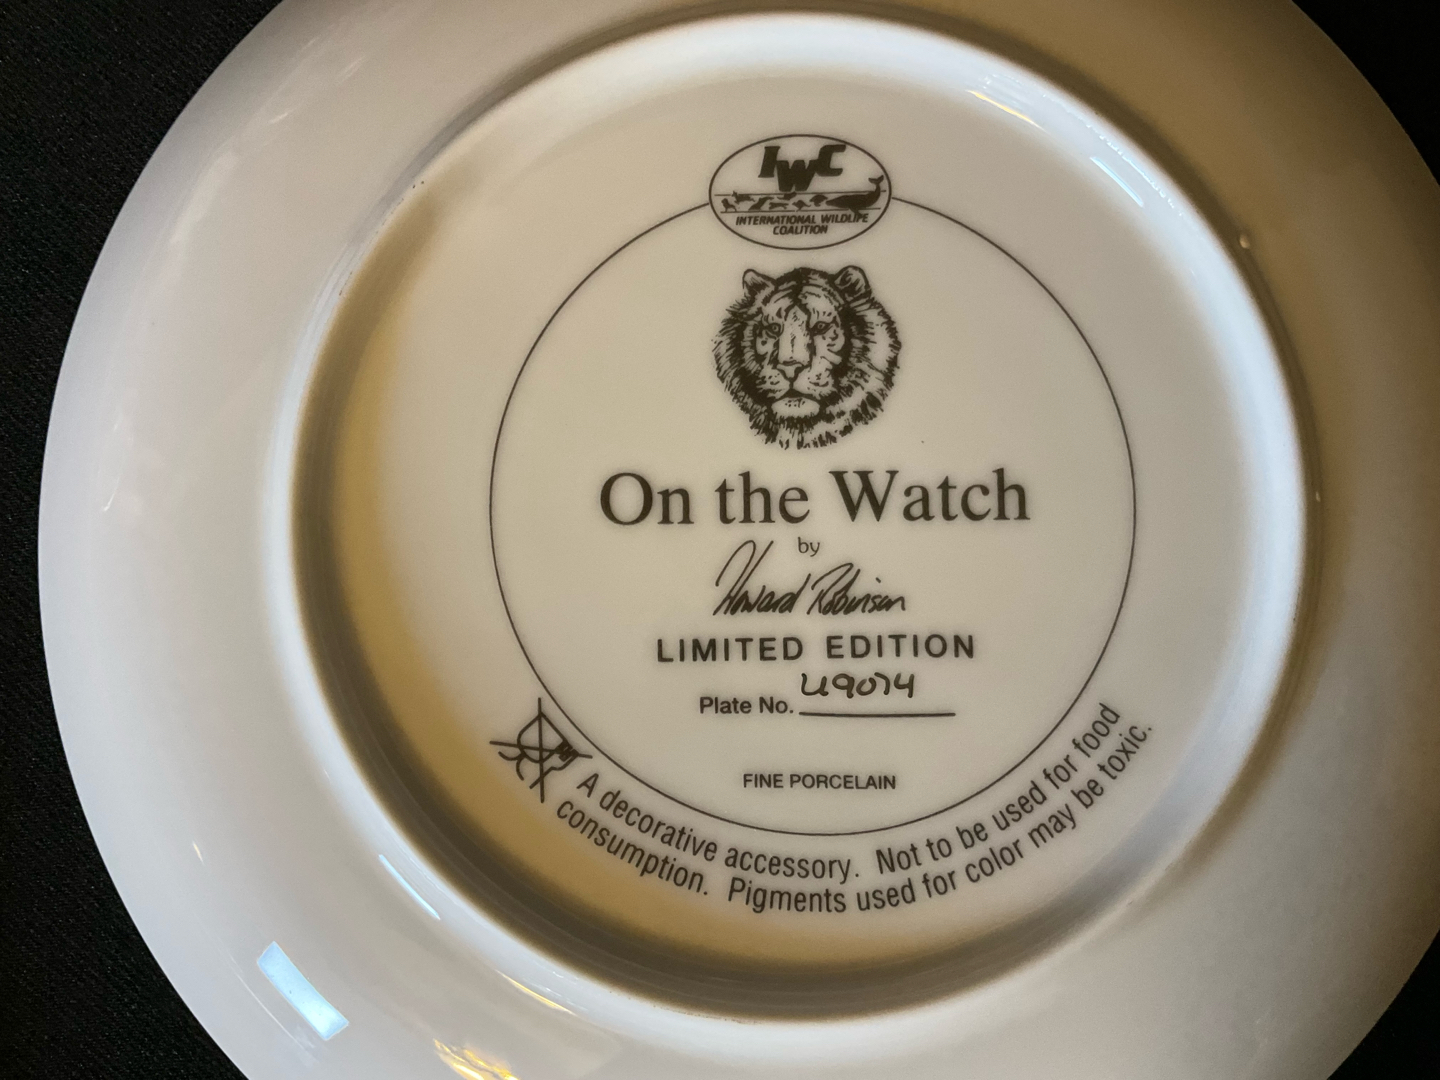 IWC
INTERNATIONAL WILDLIFE
COALITION
On the Watch
by
Howard Robinson
LIMITED EDITION
Plate No. U9074
FINE PORCELAIN
A decorative accessory. Not to be used for food
consumption. Pigments used for color may be toxic.